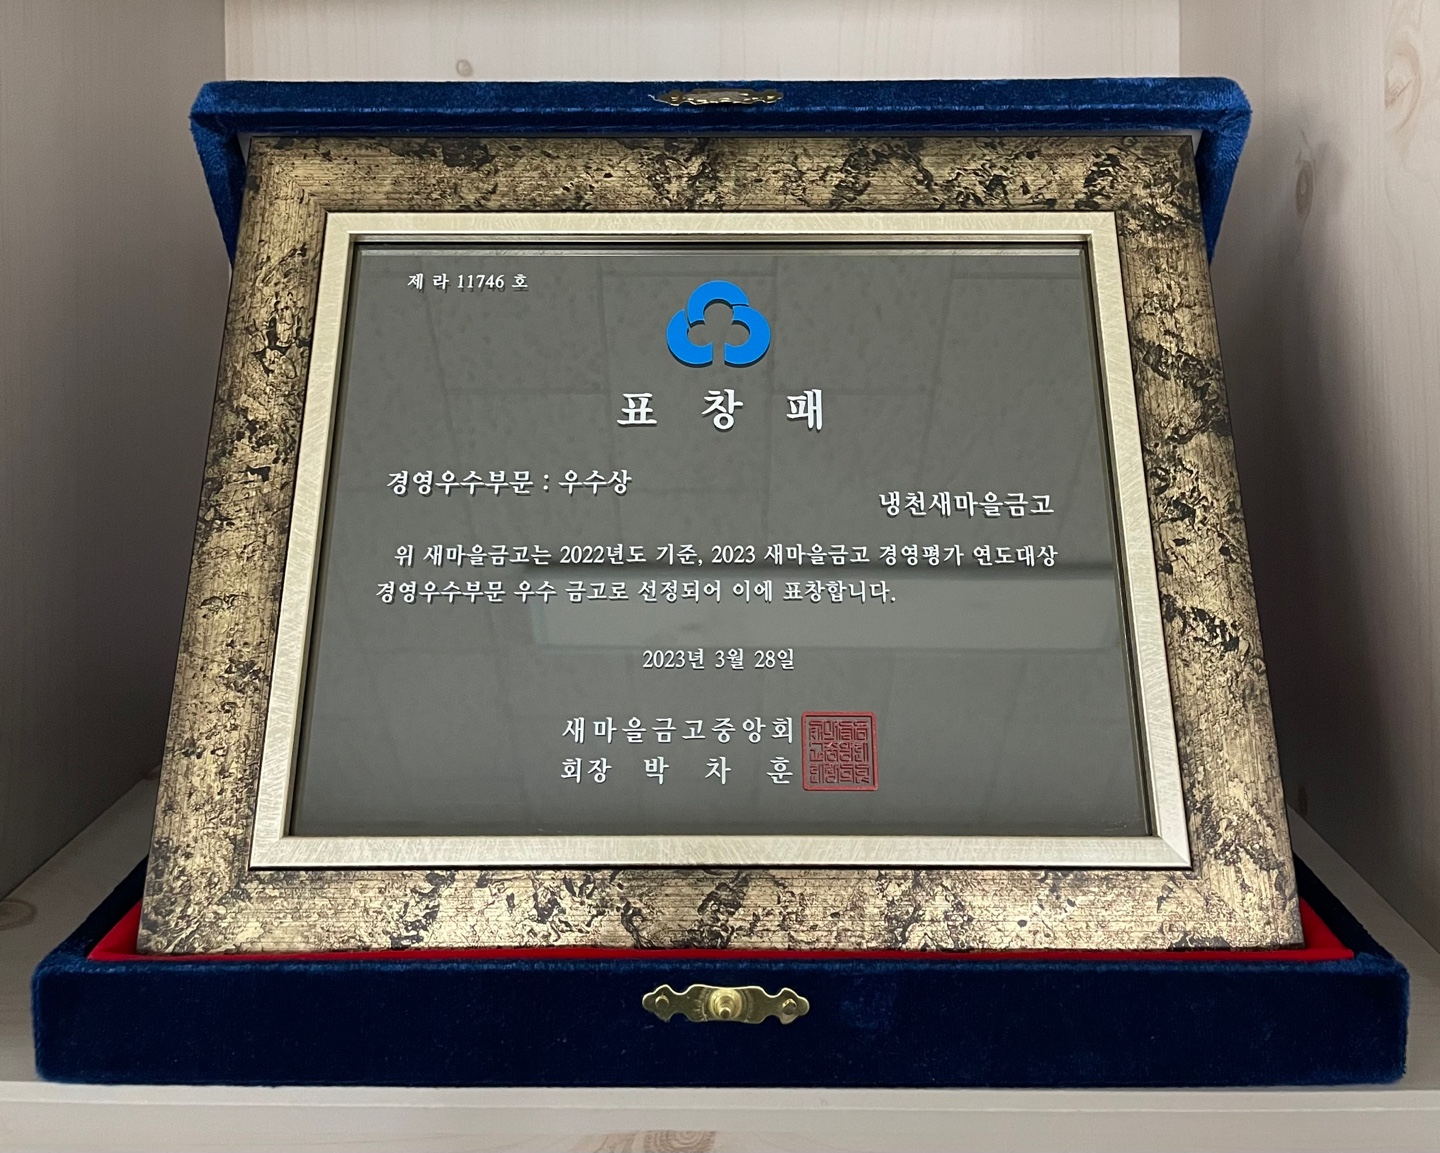 제 라 11746 호
표 창 패
경영우수부문 : 우수상
냉천새마을금고
위 새마을금고는 2022년도 기준, 2023 새마을금고 경영평가 연도대상
경영우수부문 우수 금고로 선정되어 이에 표창합니다.
2023년 3월 28일
새마을금고중앙회
회장 박 차 훈